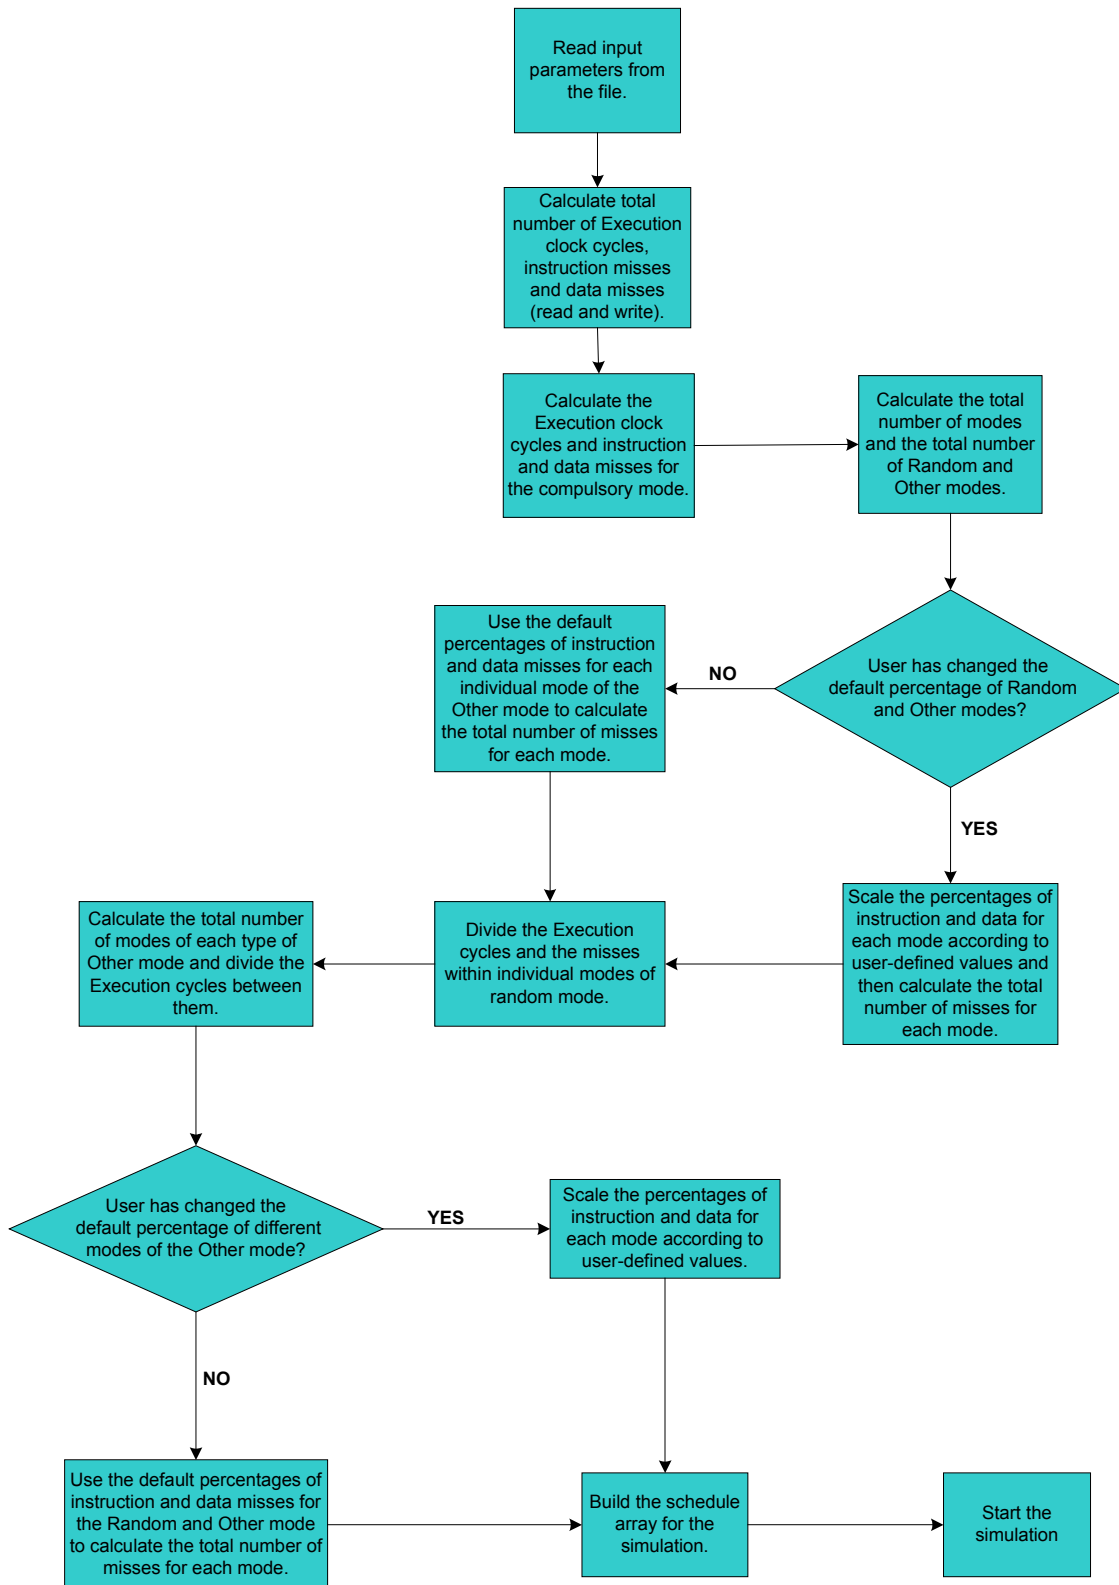 Read input
parameters from
the file.
Calculate total
number of Execution
clock cycles,
instruction misses
and data misses
(read and write).
Calculate the
Execution clock
cycles and instruction
and data misses for
the compulsory mode.
Calculate the total
number of modes
and the total number
of Random and
Other modes.
User has changed the
default percentage of Random
and Other modes?
NO
Use the default
percentages of instruction
and data misses for each
individual mode of the
Other mode to calculate
the total number of misses
for each mode.
YES
Scale the percentages of
instruction and data for
each mode according to
user-defined values and
then calculate the total
number of misses for
each mode.
Divide the Execution
cycles and the misses
within individual modes of
random mode.
Calculate the total number
of modes of each type of
Other mode and divide the
Execution cycles between
them.
User has changed the
default percentage of different
modes of the Other mode?
YES
Scale the percentages of
instruction and data for
each mode according to
user-defined values.
NO
Use the default percentages of
instruction and data misses for
the Random and Other mode
to calculate the total number of
misses for each mode.
Build the schedule
array for the
simulation.
Start the
simulation